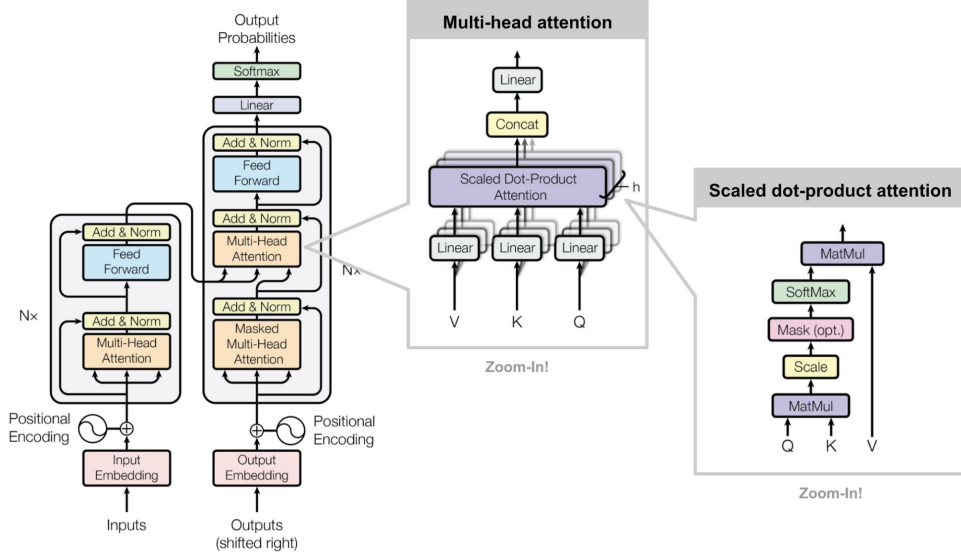 Output
Probabilities
Softmax
Linear
Add & Norm
Feed
Forward
Add & Norm
Multi-Head
Attention
Nx
Add & Norm
Masked
Multi-Head
Attention
Add & Norm
Feed
Forward
Nx
Add & Norm
Multi-Head
Attention
Positional
Encoding
Positional
Encoding
Input
Embedding
Output
Embedding
Inputs
Outputs
(shifted right)
Multi-head attention
Linear
Concat
Scaled Dot-Product
Attention
h
Linear
Linear
Linear
V
K
Q
Zoom-In!
Scaled dot-product attention
MatMul
SoftMax
Mask (opt.)
Scale
MatMul
Q
K
V
Zoom-In!